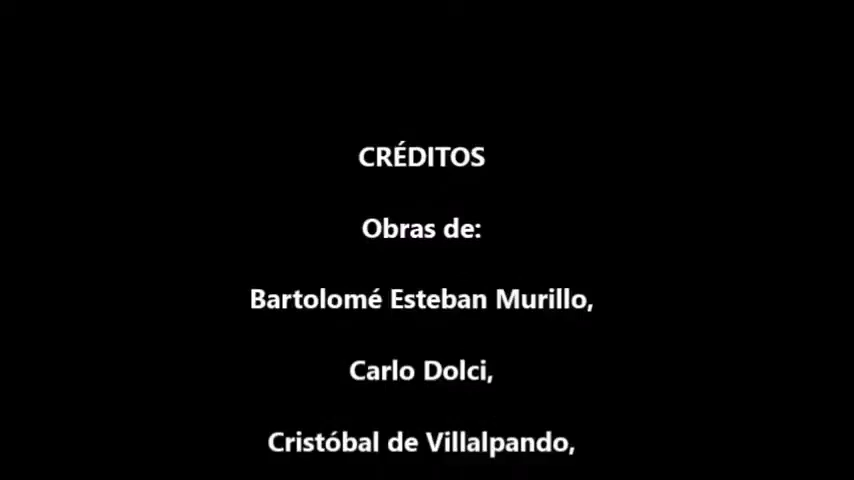 CRÉDITOS
Obras de:
Bartolomé Esteban Murillo,
Carlo Dolci,
Cristóbal de Villalpando,